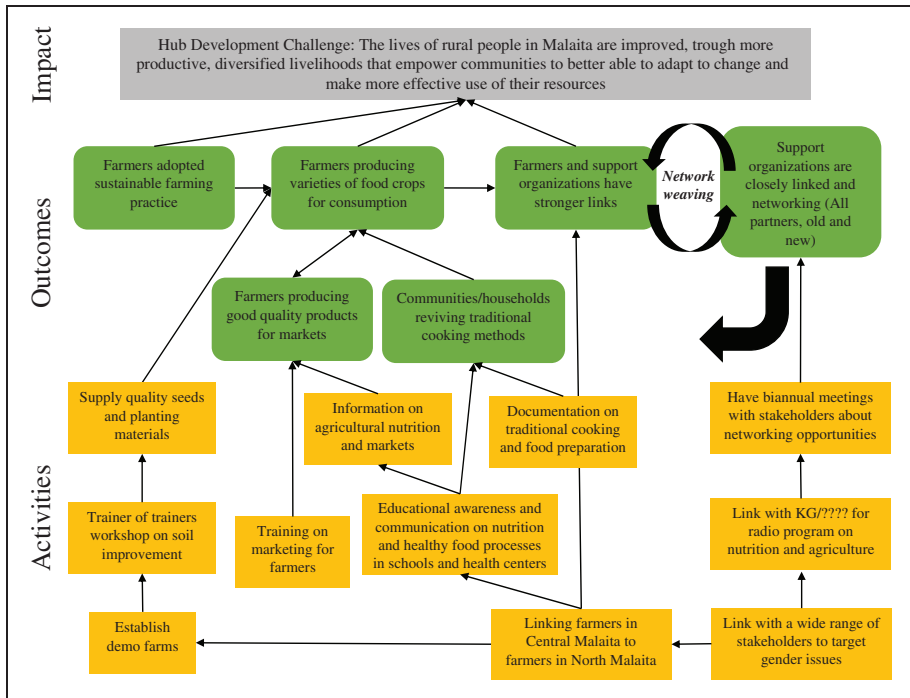 Impact
Hub Development Challenge: The lives of rural people in Malaita are improved, trough more
productive, diversified livelihoods that empower communities to better able to adapt to change and
make more effective use of their resources
Outcomes
Farmers adopted
sustainable farming
practice
Farmers producing
varieties of food crops
for consumption
Farmers and support
organizations have
stronger links
Network
weaving
Support
organizations are
closely linked and
networking (All
partners, old and
new)
Farmers producing
good quality products
for markets
Communities/households
reviving traditional
cooking methods
Activities
Supply quality seeds
and planting
materials
Information on
agricultural nutrition
and markets
Documentation on
traditional cooking
and food preparation
Have biannual meetings
with stakeholders about
networking opportunities
Trainer of trainers
workshop on soil
improvement
Training on
marketing for
farmers
Educational awareness and
communication on nutrition
and healthy food processes
in schools and health centers
Link with KG/???? for
radio program on
nutrition and agriculture
Establish
demo farms
Linking farmers in
Central Malaita to
farmers in North Malaita
Link with a wide range of
stakeholders to target
gender issues